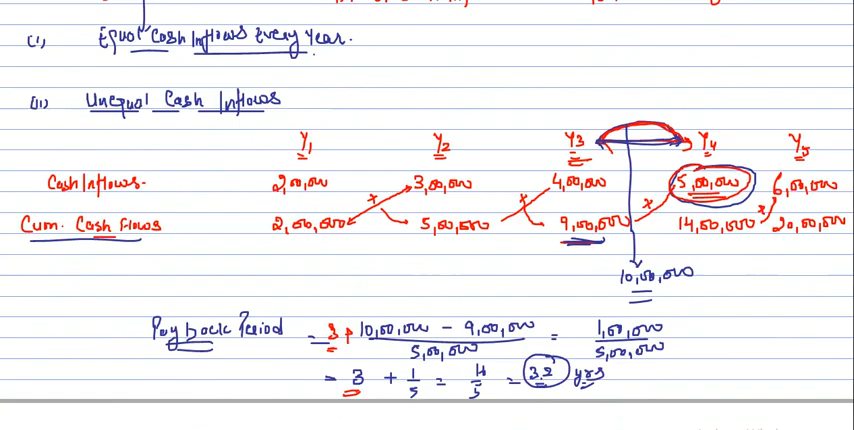 (i) Equal Cash Inflows Every Year.
(ii) Unequal Cash Inflows
Y1 Y2 Y3 Y4 Y5
Cash Inflows. 2,00,000 3,00,000 4,00,000 5,00,000 6,00,000
Cum. Cash Flows 2,00,000 5,00,000 9,00,000 14,00,000 20,00,000
10,00,000
Pay back Period = 3 + 10,00,000 - 9,00,000 / 5,00,000 = 1,00,000 / 5,00,000
= 3 + 1/5 = 16/5 = 3.2 yrs